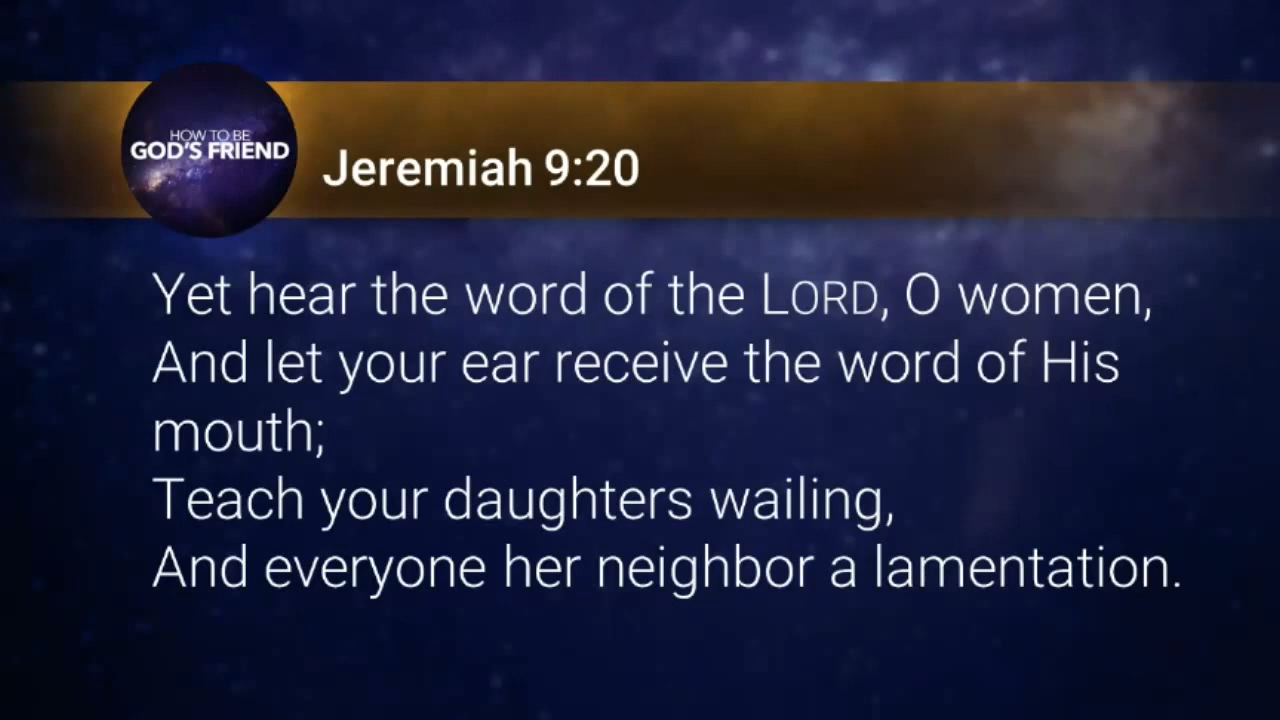 HOW TO BE
GOD'S FRIEND
Jeremiah 9:20
Yet hear the word of the LORD, O women,
And let your ear receive the word of His
mouth;
Teach your daughters wailing,
And everyone her neighbor a lamentation.